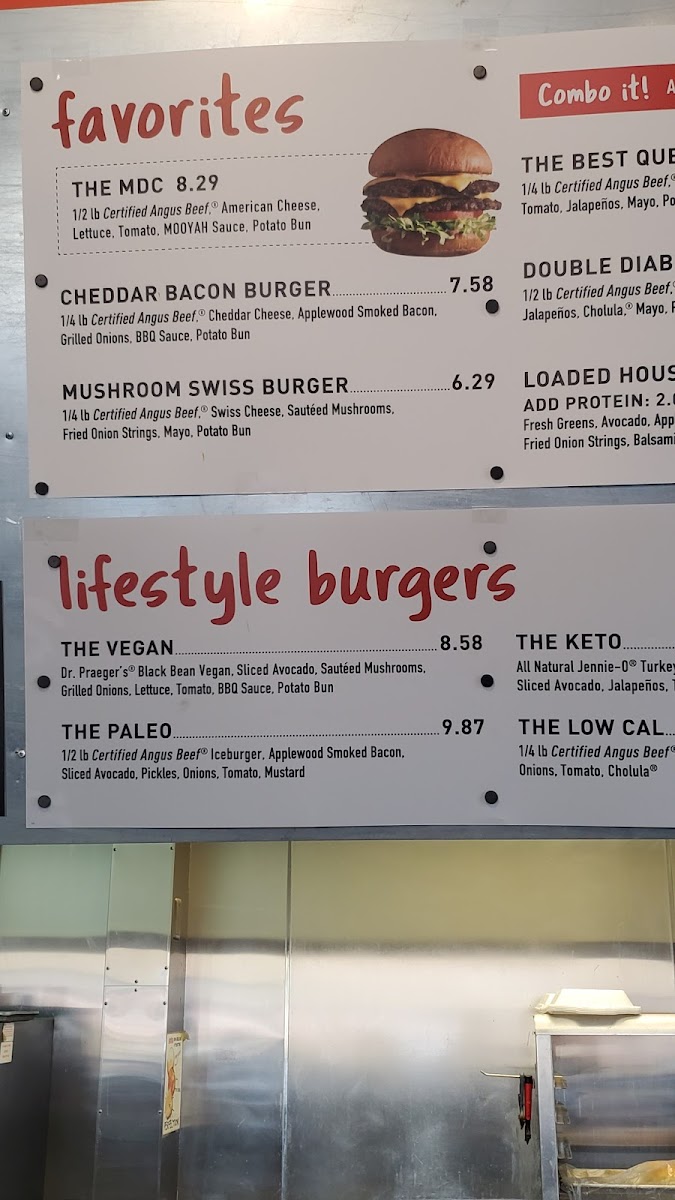 favorites
THE MDC 8.29
1/2 lb Certified Angus Beef,® American Cheese,
Lettuce, Tomato, MOOYAH Sauce, Potato Bun
CHEDDAR BACON BURGER 7.58
1/4 lb Certified Angus Beef,® Cheddar Cheese, Applewood Smoked Bacon,
Grilled Onions, BBQ Sauce, Potato Bun
MUSHROOM SWISS BURGER 6.29
1/4 lb Certified Angus Beef,® Swiss Cheese, Sautéed Mushrooms,
Fried Onion Strings, Mayo, Potato Bun
Combo it! A
THE BEST QUE
1/4 lb Certified Angus Beef,®
Tomato, Jalapeños, Mayo, Po
DOUBLE DIAB
1/2 lb Certified Angus Beef,
Jalapeños, Cholula,® Mayo,
LOADED HOUS
ADD PROTEIN: 2.
Fresh Greens, Avocado, App
Fried Onion Strings, Balsami
lifestyle burgers
THE VEGAN 8.58
Dr. Praeger's® Black Bean Vegan, Sliced Avocado, Sautéed Mushrooms,
Grilled Onions, Lettuce, Tomato, BBQ Sauce, Potato Bun
THE PALEO 9.87
1/2 lb Certified Angus Beef® Iceburger, Applewood Smoked Bacon,
Sliced Avocado, Pickles, Onions, Tomato, Mustard
THE KETO
All Natural Jennie-O® Turkey
Sliced Avocado, Jalapeños,
THE LOW CAL
1/4 lb Certified Angus Beef®
Onions, Tomato, Cholula®